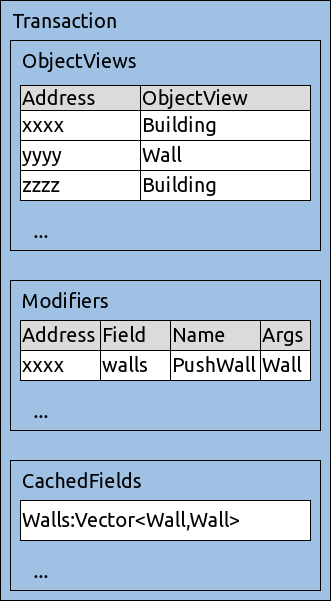 Transaction
ObjectViews
Address ObjectView
xxxx Building
yyyy Wall
zzzz Building
...
Modifiers
Address Field Name Args
xxxx walls PushWall Wall
...
CachedFields
Walls:Vector<Wall,Wall>
...